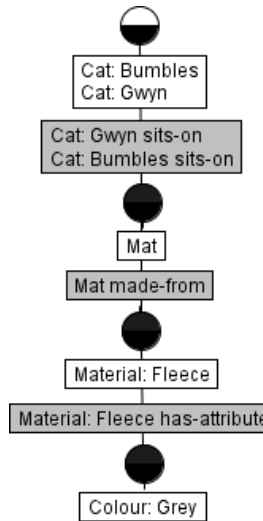 Cat: Bumbles
Cat: Gwyn
Cat: Gwyn sits-on
Cat: Bumbles sits-on
Mat
Mat made-from
Material: Fleece
Material: Fleece has-attribute
Colour: Grey